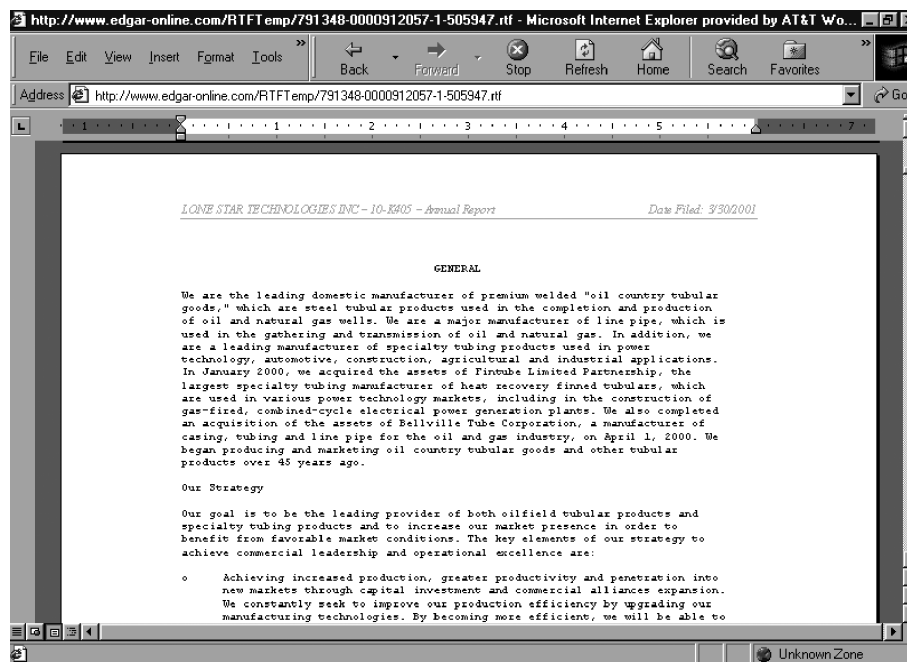 http://www.edgar-online.com/RTFTemp/791348-0000912057-1-505947.rtf - Microsoft Internet Explorer provided by AT&T Wo...
File Edit View Insert Format Tools » Back Forward Stop Refresh Home Search Favorites »
Address http://www.edgar-online.com/RTFTemp/791348-0000912057-1-505947.rtf Go
L 1 1 2 3 4 5 7
LONE STAR TECHNOLOGIES INC – 10-K405 – Annual Report Date Filed: 3/30/2001
GENERAL
We are the leading domestic manufacturer of premium welded "oil country tubular
goods," which are steel tubular products used in the completion and production
of oil and natural gas wells. We are a major manufacturer of line pipe, which is
used in the gathering and transmission of oil and natural gas. In addition, we
are a leading manufacturer of specialty tubing products used in power
technology, automotive, construction, agricultural and industrial applications.
In January 2000, we acquired the assets of Fintube Limited Partnership, the
largest specialty tubing manufacturer of heat recovery finned tubulars, which
are used in various power technology markets, including in the construction of
gas-fired, combined-cycle electrical power generation plants. We also completed
an acquisition of the assets of Bellville Tube Corporation, a manufacturer of
casing, tubing and line pipe for the oil and gas industry, on April 1, 2000. We
began producing and marketing oil country tubular goods and other tubular
products over 45 years ago.
Our Strategy
Our goal is to be the leading provider of both oilfield tubular products and
specialty tubing products and to increase our market presence in order to
benefit from favorable market conditions. The key elements of our strategy to
achieve commercial leadership and operational excellence are:
o Achieving increased production, greater productivity and penetration into
new markets through capital investment and commercial alliances expansion.
We constantly seek to improve our production efficiency by upgrading our
manufacturing technologies. By becoming more efficient, we will be able to
Unknown Zone